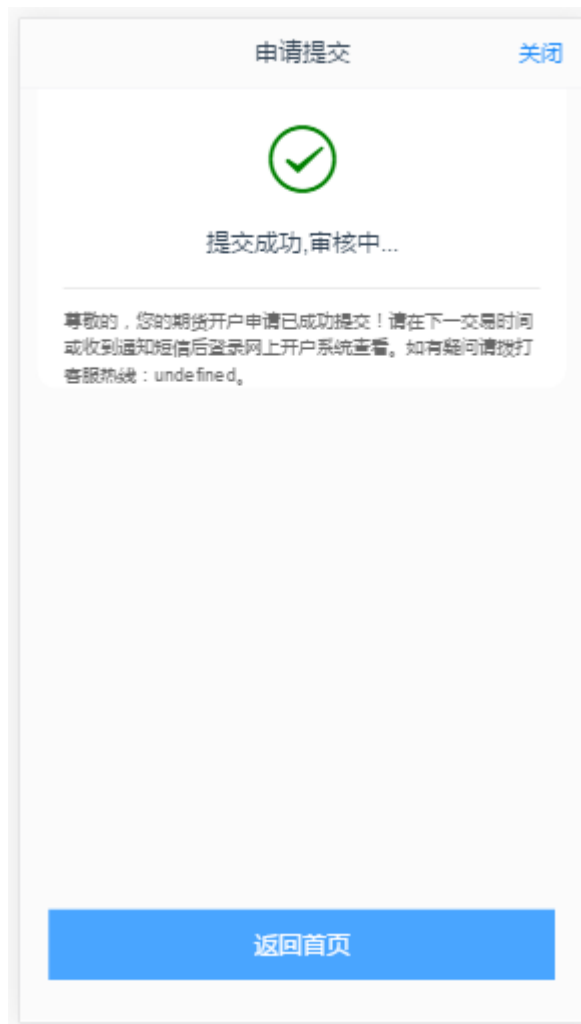 申请提交 关闭
提交成功,审核中...
尊敬的，您的期货开户申请已成功提交！请在下一交易时间
或收到通知短信后登录网上开户系统查看。如有疑问请拨打
客服热线：undefined。
返回首页